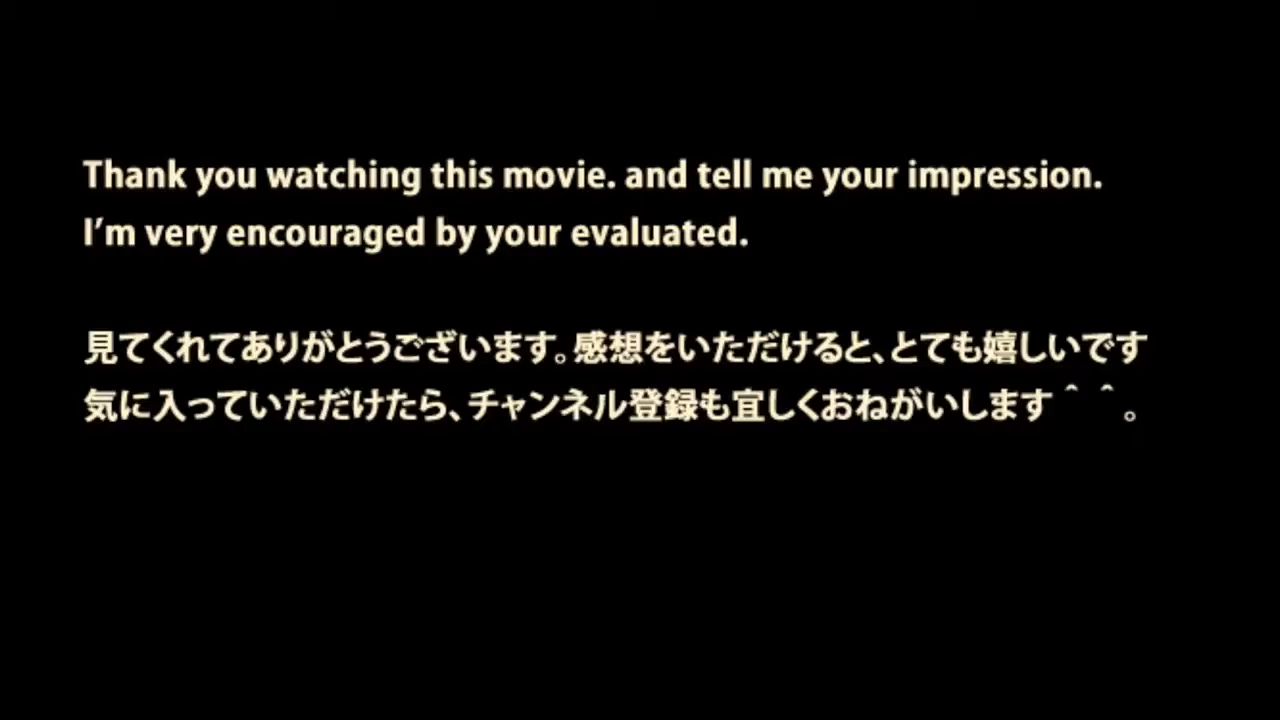 Thank you watching this movie. and tell me your impression.
I’m very encouraged by your evaluated.
見てくれてありがとうございます。感想をいただけると、とても嬉しいです
気に入っていただけたら、チャンネル登録も宜しくおねがいします＾＾。